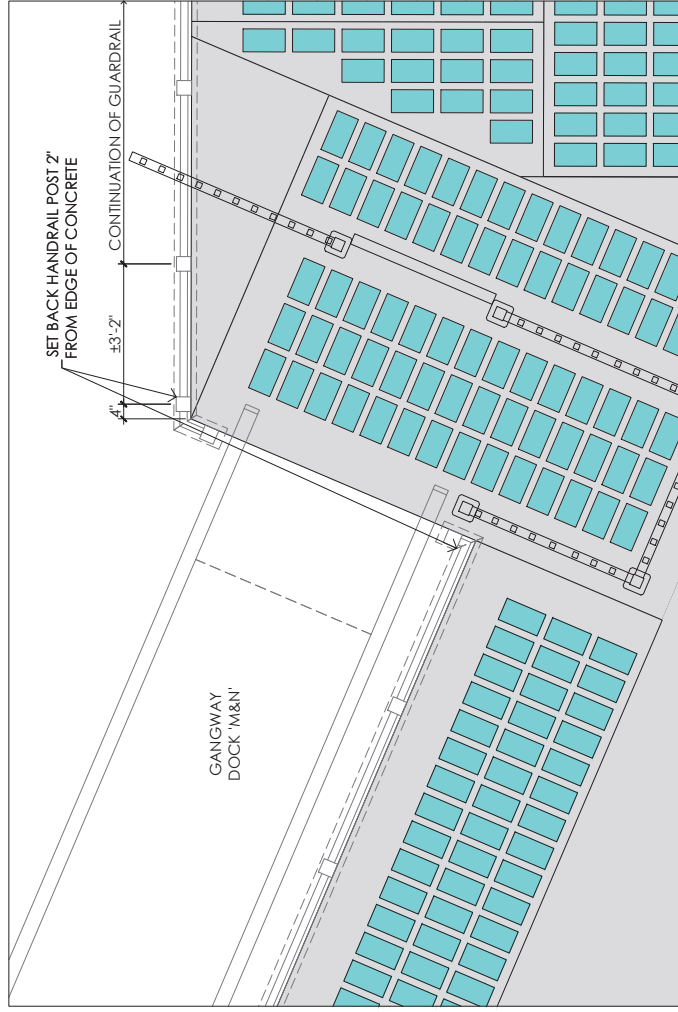 SET BACK HANDRAIL POST 2"
FROM EDGE OF CONCRETE
4"
±3'-2"
CONTINUATION OF GUARDRAIL
GANGWAY
DOCK 'M&N'